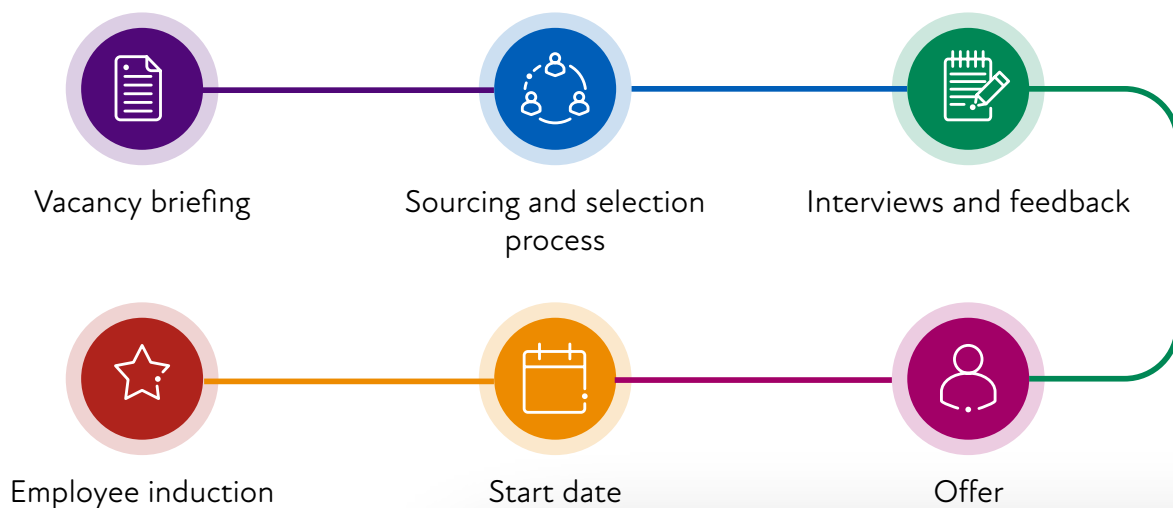 Vacancy briefing
Sourcing and selection
process
Interviews and feedback
Employee induction
Start date
Offer